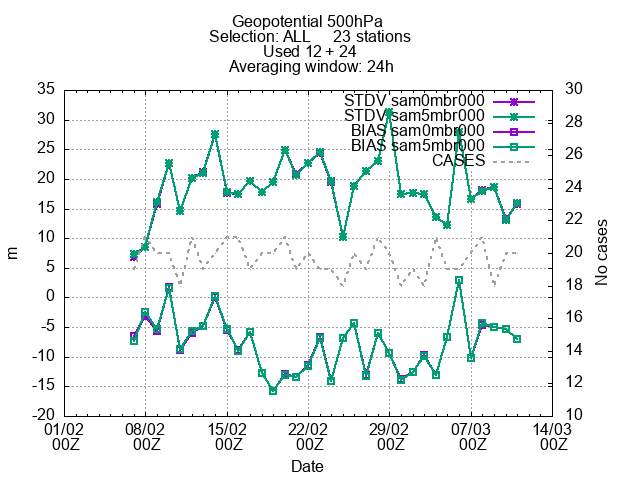 Geopotential 500hPa
Selection: ALL     23 stations
Used 12 + 24
Averaging window: 24h
STDV sam0mbr000
STDV sam5mbr000
BIAS sam0mbr000
BIAS sam5mbr000
CASES
35
30
25
20
15
10
5
0
-5
-10
-15
-20
m
30
28
26
24
22
20
18
16
14
12
10
No cases
01/02 08/02 15/02 22/02 29/02 07/03 14/03
00Z 00Z 00Z 00Z 00Z 00Z 00Z
Date